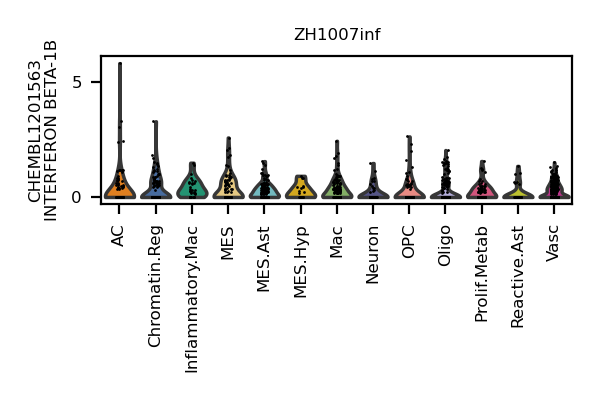 ZH1007inf
CHEMBL1201563
INTERFERON BETA-1B
5
0
AC
Chromatin.Reg
Inflammatory.Mac
MES
MES.Ast
MES.Hyp
Mac
Neuron
OPC
Oligo
Prolif.Metab
Reactive.Ast
Vasc